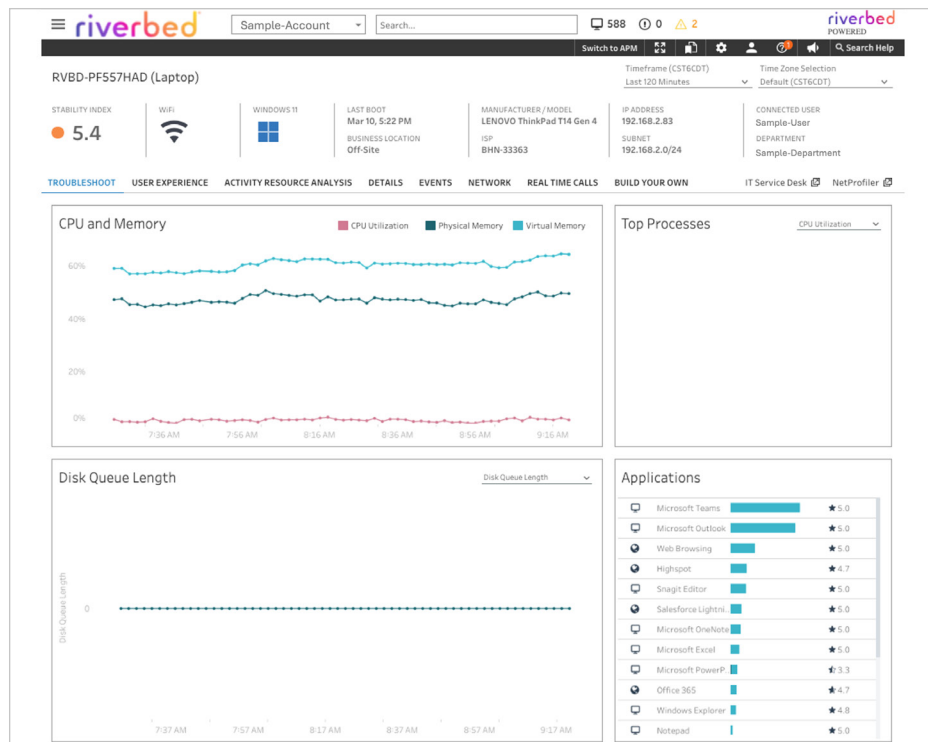 riverbed
Sample-Account
Search...
588
0
2
riverbed
POWERED
Switch to APM
Search Help
RVBD-PF557HAD (Laptop)
Timeframe (CST6CDT)
Last 120 Minutes
Time Zone Selection
Default (CST6CDT)
STABILITY INDEX
5.4
WiFi
WINDOWS 11
LAST BOOT
Mar 10, 5:22 PM
BUSINESS LOCATION
Off-Site
MANUFACTURER / MODEL
LENOVO ThinkPad T14 Gen 4
ISP
BHN-33363
IP ADDRESS
192.168.2.83
SUBNET
192.168.2.0/24
CONNECTED USER
Sample-User
DEPARTMENT
Sample-Department
TROUBLESHOOT USER EXPERIENCE ACTIVITY RESOURCE ANALYSIS DETAILS EVENTS NETWORK REAL TIME CALLS BUILD YOUR OWN IT Service Desk NetProfiler
CPU and Memory
CPU Utilization Physical Memory Virtual Memory
60%
40%
20%
0%
7:36 AM 7:56 AM 8:16 AM 8:36 AM 8:56 AM 9:16 AM
Top Processes
CPU Utilization
Disk Queue Length
Disk Queue Length
Disk Queue Length
0
7:37 AM 7:57 AM 8:17 AM 8:37 AM 8:57 AM 9:17 AM
Applications
Microsoft Teams 5.0
Microsoft Outlook 5.0
Web Browsing 5.0
Highspot 4.7
Snagit Editor 5.0
Salesforce Lightni... 5.0
Microsoft OneNote 5.0
Microsoft Excel 5.0
Microsoft PowerP... 3.3
Office 365 4.7
Windows Explorer 4.8
Notepad 5.0